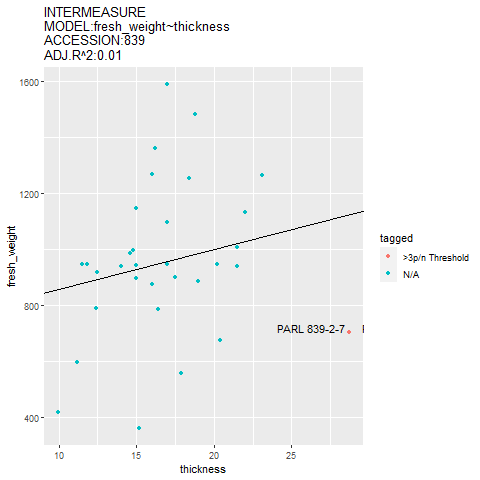 INTERMEASURE
MODEL:fresh_weight~thickness
ACCESSION:839
ADJ.R^2:0.01
1600
1200
800
400
fresh_weight
PARL 839-2-7
10
15
20
25
thickness
tagged
>3p/n Threshold
N/A